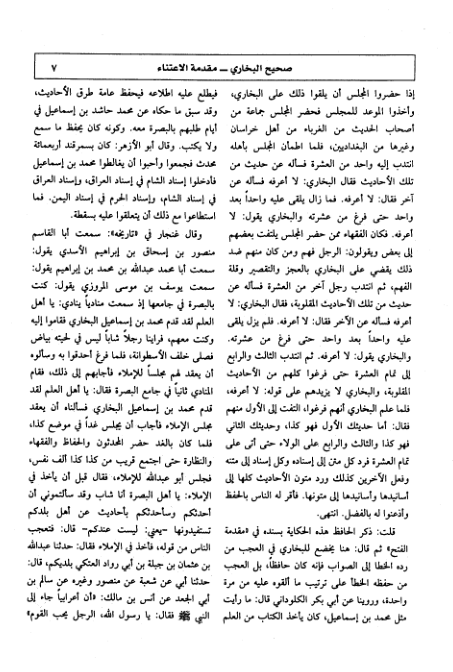 صحيح البخاري ــ مقدمة الاعتناء
٧
إذا حضروا المجلس أن يلقوا ذلك على البخاري،
وأخذوا الموعد للمجلس فحضر المجلس جماعة من
أصحاب الحديث من الغرباء من أهل خراسان
وغيرها من البغداديين، فلما اطمأن المجلس بأهله
انتدب إليه واحد من العشرة فسأله عن حديث من
تلك الأحاديث فقال البخاري: لا أعرفه فسأله عن
آخر فقال: لا أعرفه. فما زال يلقى عليه واحداً بعد
واحد حتى فرغ من عشرته والبخاري يقول: لا
أعرفه. فكان الفقهاء ممن حضر المجلس يلتفت بعضهم
إلى بعض ويقولون: الرجل فهم ومن كان منهم ضد
ذلك يقضي على البخاري بالعجز والتقصير وقلة
الفهم، ثم انتدب رجل آخر من العشرة فسأله عن
حديث من تلك الأحاديث المقلوبة، فقال البخاري: لا
أعرفه فسأله عن الآخر فقال: لا أعرفه. فلم يزل يلقى
عليه واحداً بعد واحد حتى فرغ من عشرته.
والبخاري يقول: لا أعرفه. ثم انتدب الثالث والرابع
إلى تمام العشرة حتى فرغوا كلهم من الأحاديث
المقلوبة، والبخاري لا يزيدهم على قوله: لا أعرفه،
فلما علم البخاري أنهم فرغوا، التفت إلى الأول منهم
فقال: أما حديثك الأول فهو كذا، وحديثك الثاني
فهو كذا والثالث والرابع على الولاء حتى أتى على
تمام العشرة فرد كل متن إلى إسناده وكل إسناد إلى متنه
وفعل الآخرين كذلك ورد متون الأحاديث كلها إلى
أسانيدها وأسانيدها إلى متونها. فأقر له الناس بالحفظ
وأذعنوا له بالفضل. انتهى.
قلت: ذكر الحافظ هذه الحكاية بسنده في «مقدمة
الفتح» ثم قال: هنا يخضع للبخاري في العجب من
رده الخطا إلى الصواب فإنه كان حافظاً، بل العجب
من حفظه الخطأ على ترتيب ما ألقوه عليه من مرة
واحدة، وروينا عن أبي بكر الكلوذاني قال: ما رأيت
مثل محمد بن إسماعيل، كان يأخذ الكتاب من العلم
فيطلع عليه اطلاعه فيحفظ عامة طرق الأحاديث،
وقد سبق ما حكاه عن محمد حاشد بن إسماعيل في
أيام طلبهم بالبصرة معه. وكونه كان يحفظ ما سمع
ولا يكتب. وقال أبو الأزهر: كان بسمرقند أربعمائة
محدث فجمعوا وأحبوا أن يغالطوا محمد بن إسماعيل
فأدخلوا إسناد الشام في إسناد العراق، وإسناد العراق
في إسناد الشام، وإسناد الحرم في إسناد اليمن. فما
استطاعوا مع ذلك أن يتعلقوا عليه بسقطة.
وقال غنجار في «تاريخه»: سمعت أبا القاسم
منصور بن إسحاق بن إبراهيم الأسدي يقول:
سمعت أبا محمد عبدالله بن محمد بن إبراهيم يقول:
سمعت يوسف بن موسى المروزي يقول: كنت
بالبصرة في جامعها إذ سمعت منادياً ينادي: يا أهل
العلم لقد قدم محمد بن إسماعيل البخاري فقاموا إليه
وكنت معهم، فراينا رجلاً شاباً ليس في لحيته بياض
فصلى خلف الأسطوانة، فلما فرغ أحدقوا به وسألوه
أن يعقد لهم مجلساً للإملاء فأجابهم إلى ذلك، فقام
المنادي ثانياً في جامع البصرة فقال: يا أهل العلم لقد
قدم محمد بن إسماعيل البخاري فسألناه أن يعقد
مجلس الإملاء فأجاب أن يجلس غداً في موضع كذا،
فلما كان بالغد حضر المحدثون والحفاظ والفقهاء
والنظارة حتى اجتمع قريب من كذا كذا ألف نفس،
فجلس أبو عبدالله للإملاء، فقال قبل أن يأخذ في
الإملاء: يا أهل البصرة أنا شاب وقد سألتموني أن
أحدثكم وسأحدثكم بأحاديث عن أهل بلدكم
تستفيدونها –يعني: ليست عندكم– قال: فتعجب
الناس من قوله، فأخذ في الإملاء فقال: حدثنا عبدالله
بن عثمان بن جبلة بن أبي رواد العتكي بلديكم، قال:
حدثني أبي عن شعبة عن منصور وغيره عن سالم بن
أبي الجعد عن أنس بن مالك: «أن أعرابياً جاء إلى
النبي ﷺ فقال: يا رسول الله، الرجل يحب القوم»